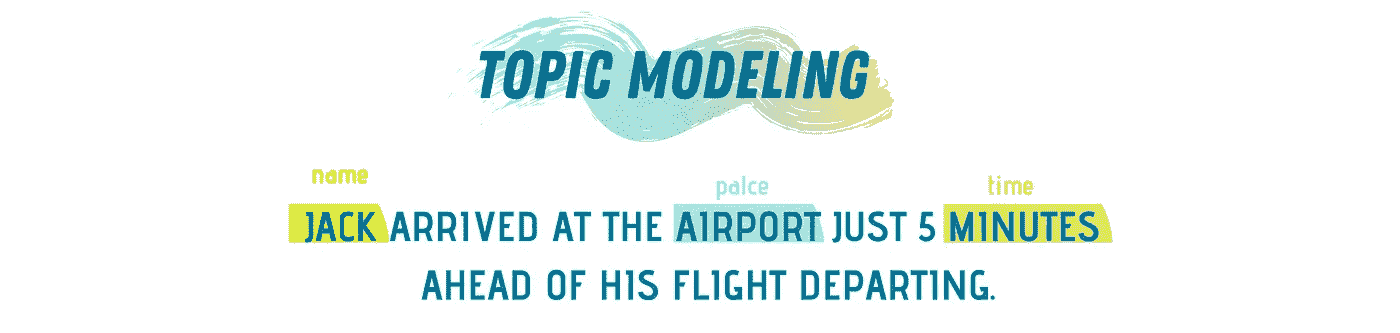 TOPIC MODELING
name
palce
time
JACK ARRIVED AT THE AIRPORT JUST 5 MINUTES
AHEAD OF HIS FLIGHT DEPARTING.